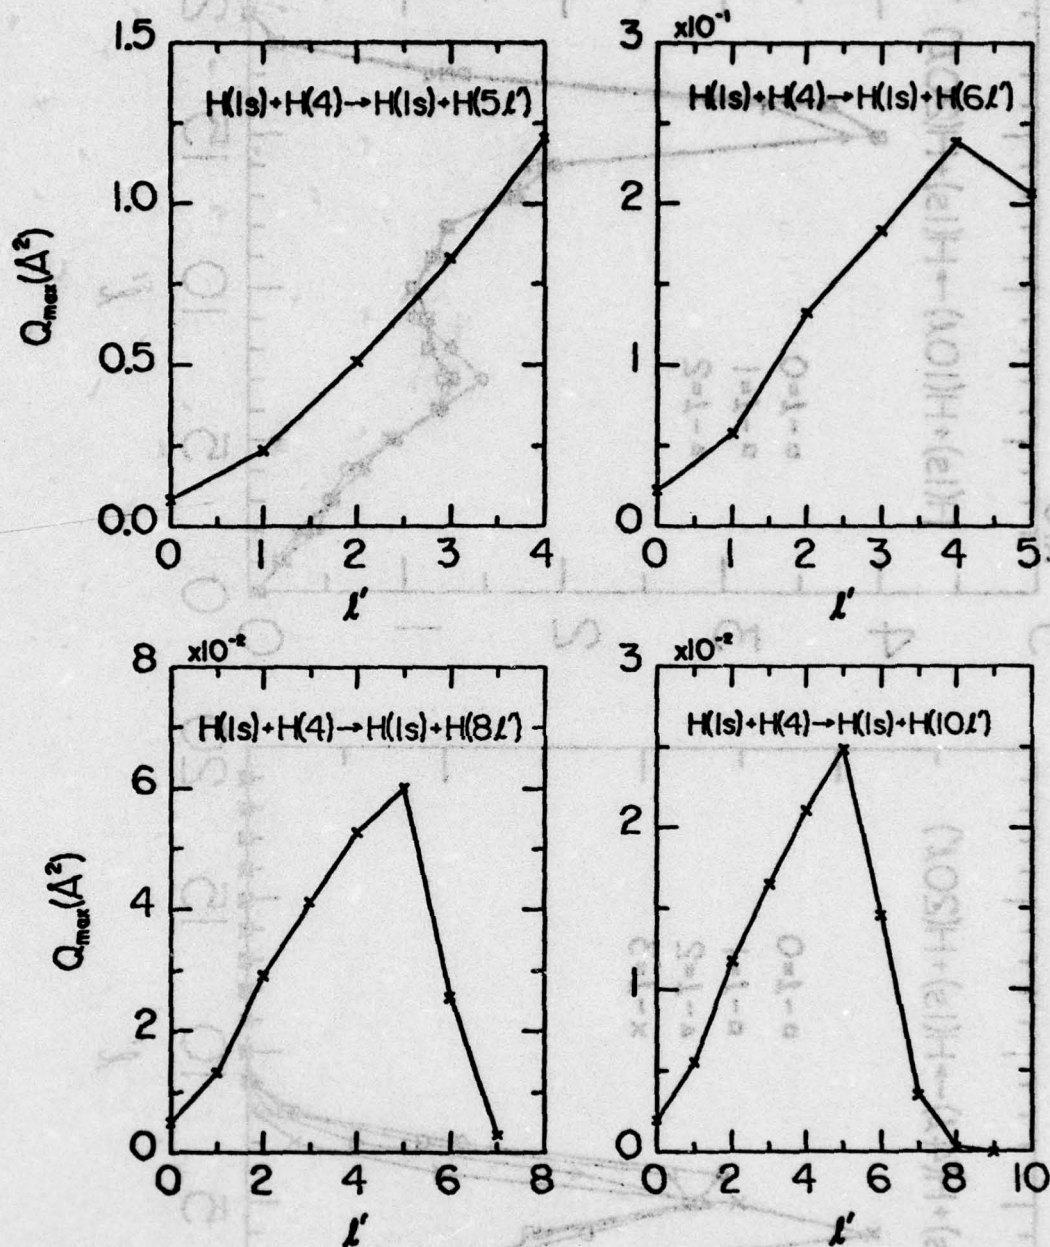 1.5
H(1s)+H(4)→H(1s)+H(5ℓ')
1.0
Qmax(Å²)
0.5
0.0
0 1 2 3 4
ℓ'
3 x10⁻¹
H(1s)+H(4)→H(1s)+H(6ℓ')
2
1
0
0 1 2 3 4 5
ℓ'
8 x10⁻²
H(1s)+H(4)→H(1s)+H(8ℓ')
6
4
Qmax(Å²)
2
0
0 2 4 6 8
ℓ'
3 x10⁻²
H(1s)+H(4)→H(1s)+H(10ℓ')
2
1
0
0 2 4 6 8 10
ℓ'